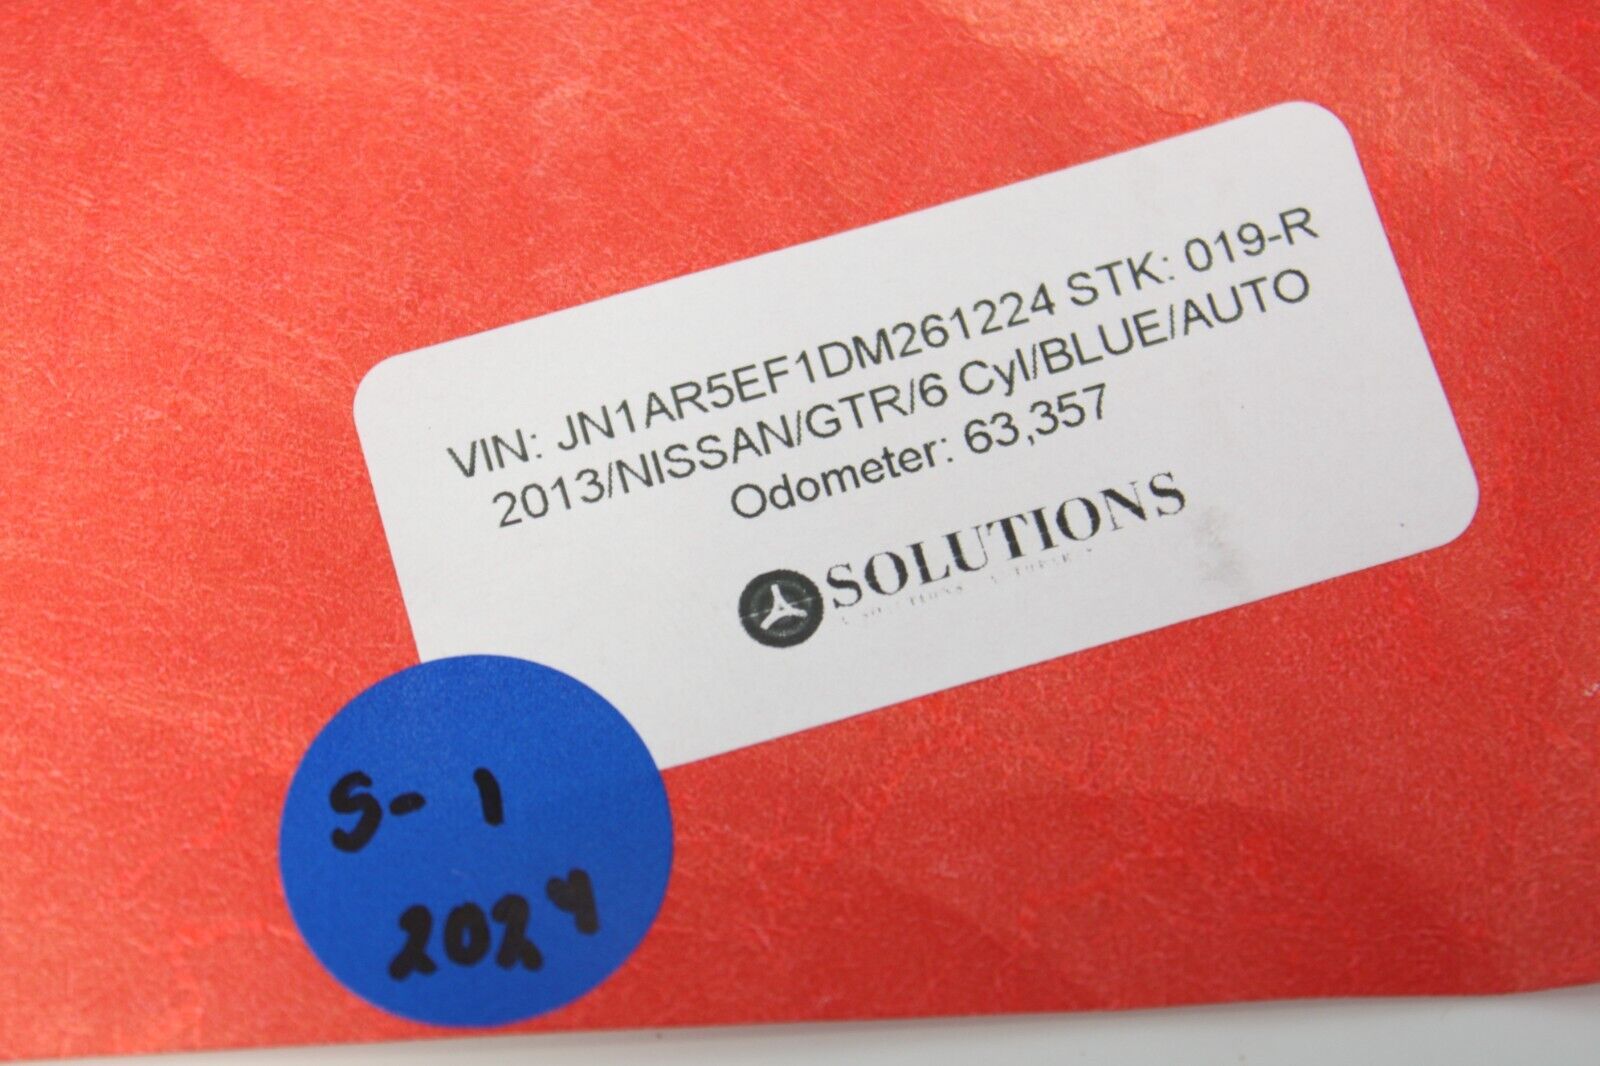 VIN: JN1AR5EF1DM261224 STK: 019-R
2013/NISSAN/GTR/6 Cyl/BLUE/AUTO
Odometer: 63,357
SOLUTIONS
S-1
2024